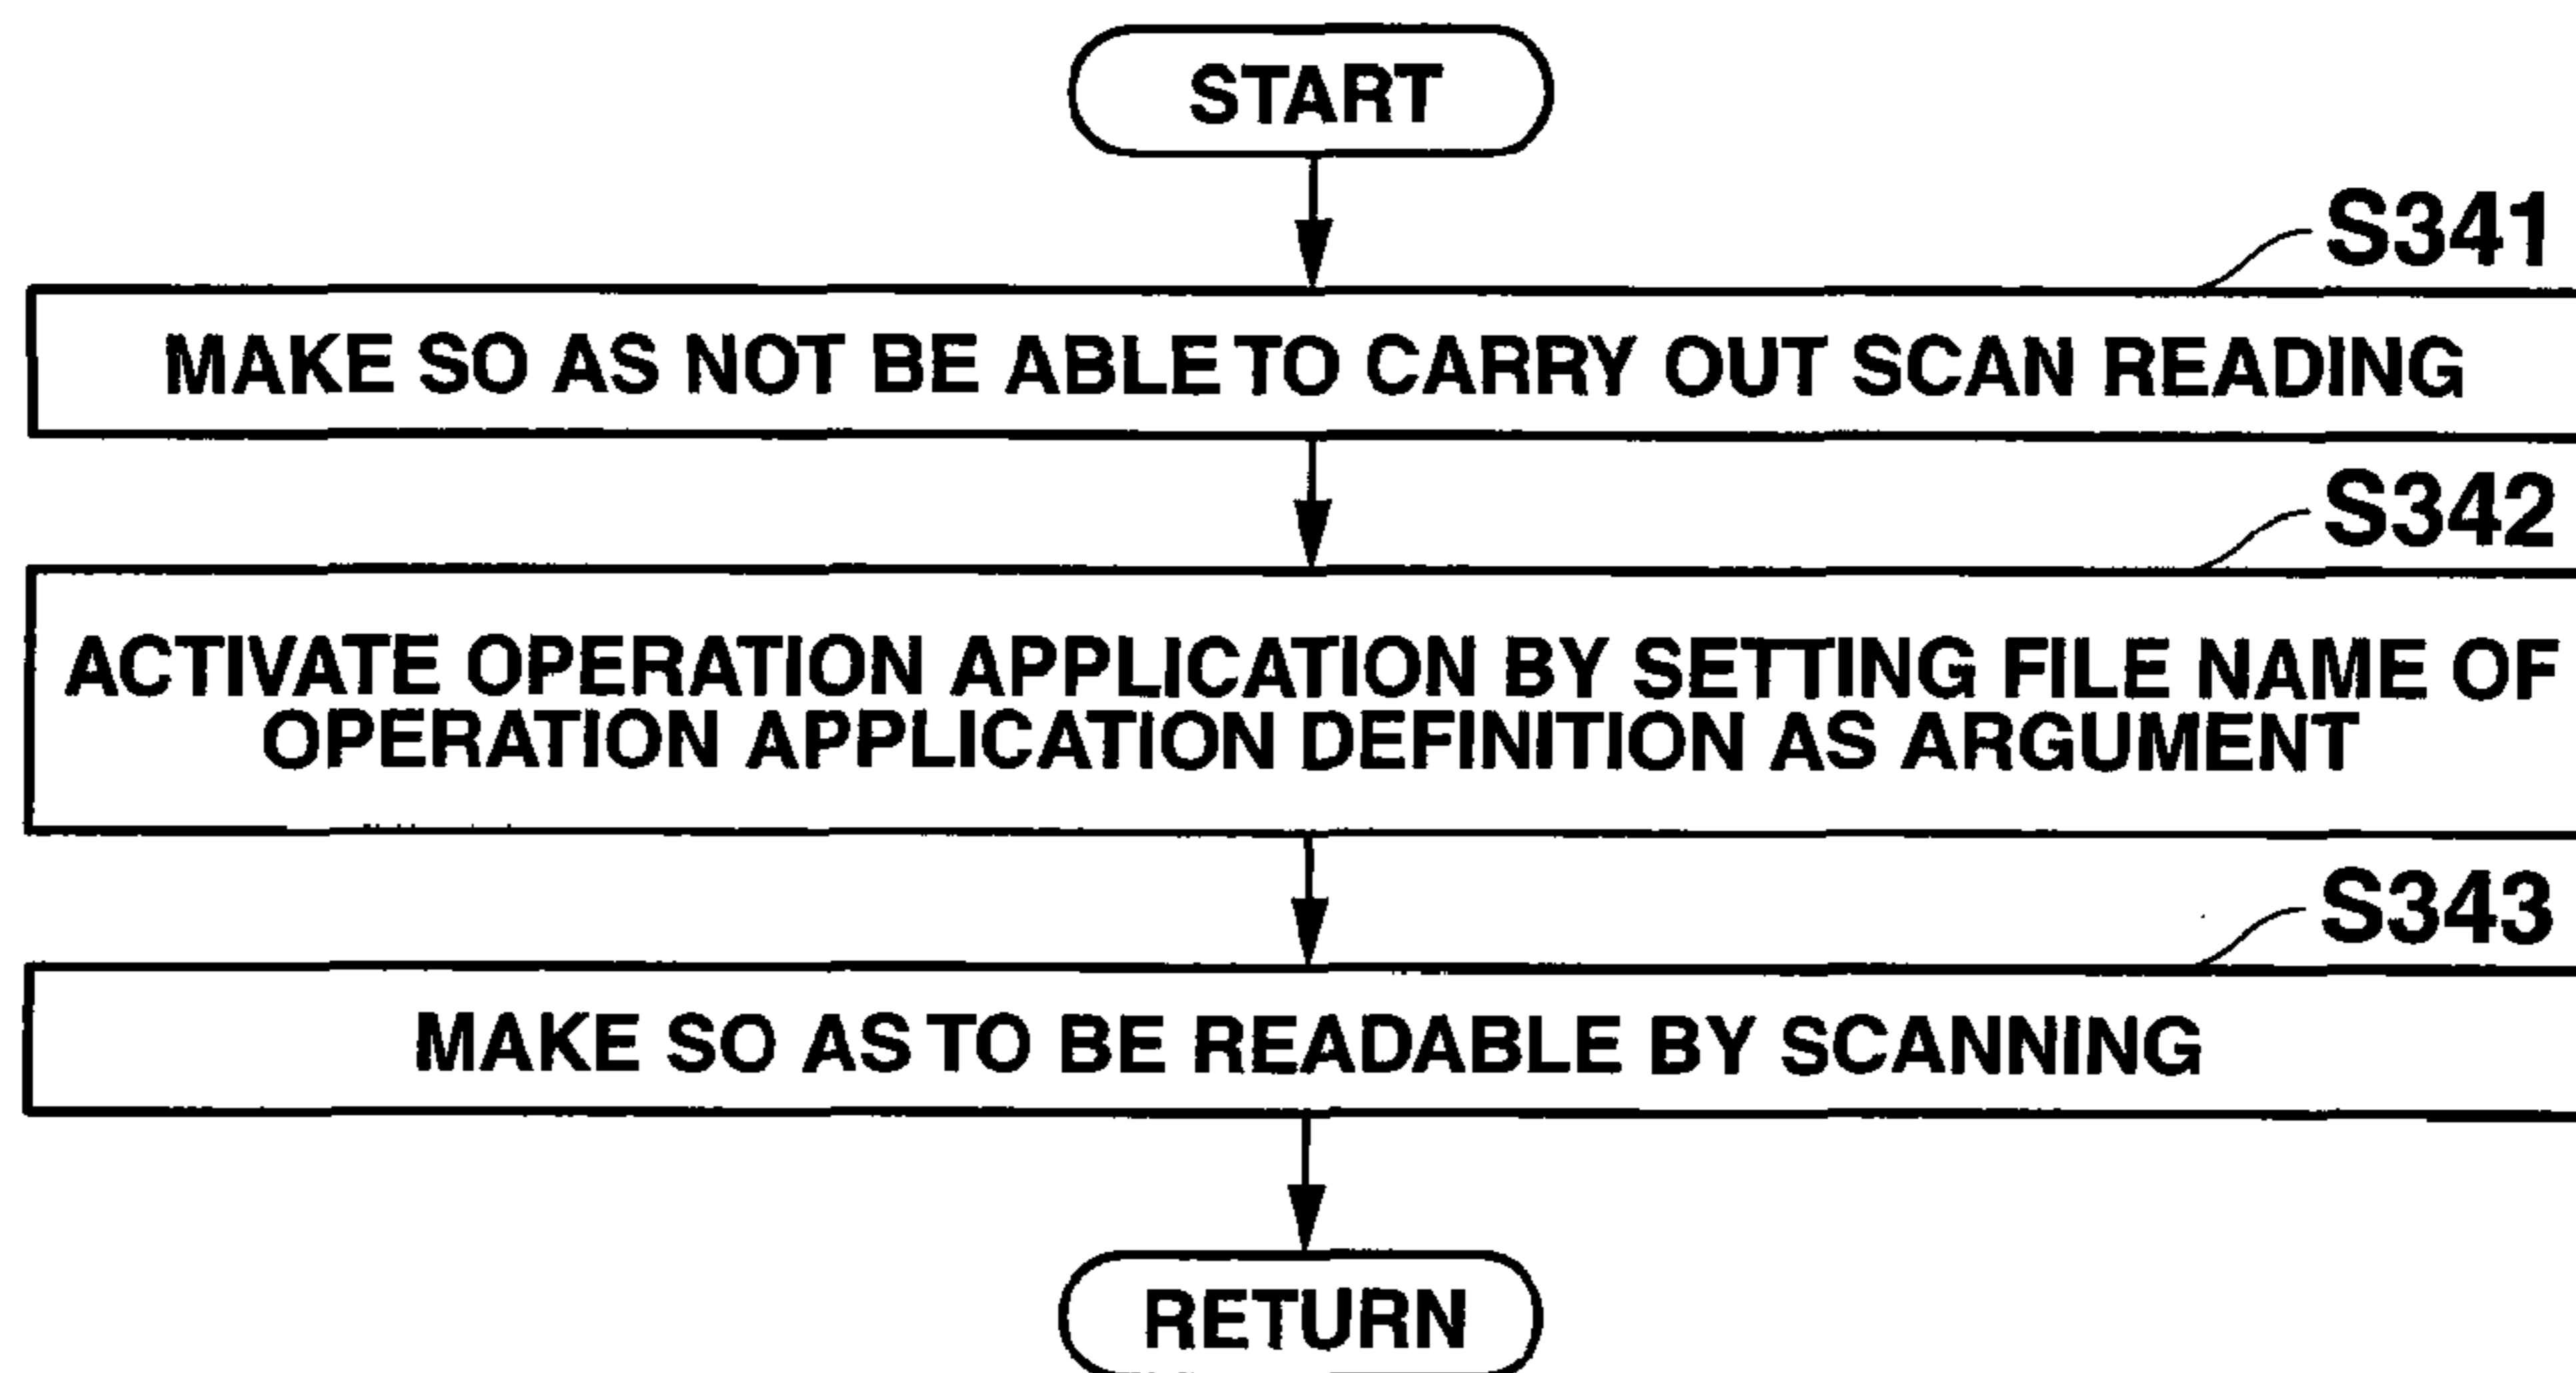 START
S341
MAKE SO AS NOT BE ABLE TO CARRY OUT SCAN READING
S342
ACTIVATE OPERATION APPLICATION BY SETTING FILE NAME OF
OPERATION APPLICATION DEFINITION AS ARGUMENT
S343
MAKE SO AS TO BE READABLE BY SCANNING
RETURN